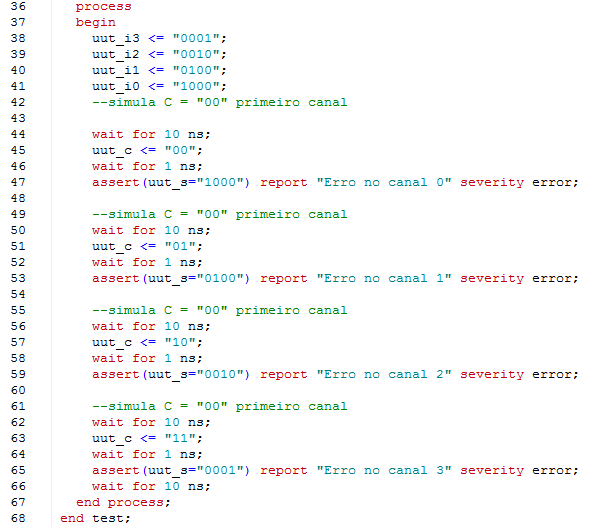 36 process
37 begin
38 uut_i3 <= "0001";
39 uut_i2 <= "0010";
40 uut_i1 <= "0100";
41 uut_i0 <= "1000";
42 --simula C = "00" primeiro canal
43
44 wait for 10 ns;
45 uut_c <= "00";
46 wait for 1 ns;
47 assert(uut_s="1000") report "Erro no canal 0" severity error;
48
49 --simula C = "00" primeiro canal
50 wait for 10 ns;
51 uut_c <= "01";
52 wait for 1 ns;
53 assert(uut_s="0100") report "Erro no canal 1" severity error;
54
55 --simula C = "00" primeiro canal
56 wait for 10 ns;
57 uut_c <= "10";
58 wait for 1 ns;
59 assert(uut_s="0010") report "Erro no canal 2" severity error;
60
61 --simula C = "00" primeiro canal
62 wait for 10 ns;
63 uut_c <= "11";
64 wait for 1 ns;
65 assert(uut_s="0001") report "Erro no canal 3" severity error;
66 wait for 10 ns;
67 end process;
68 end test;